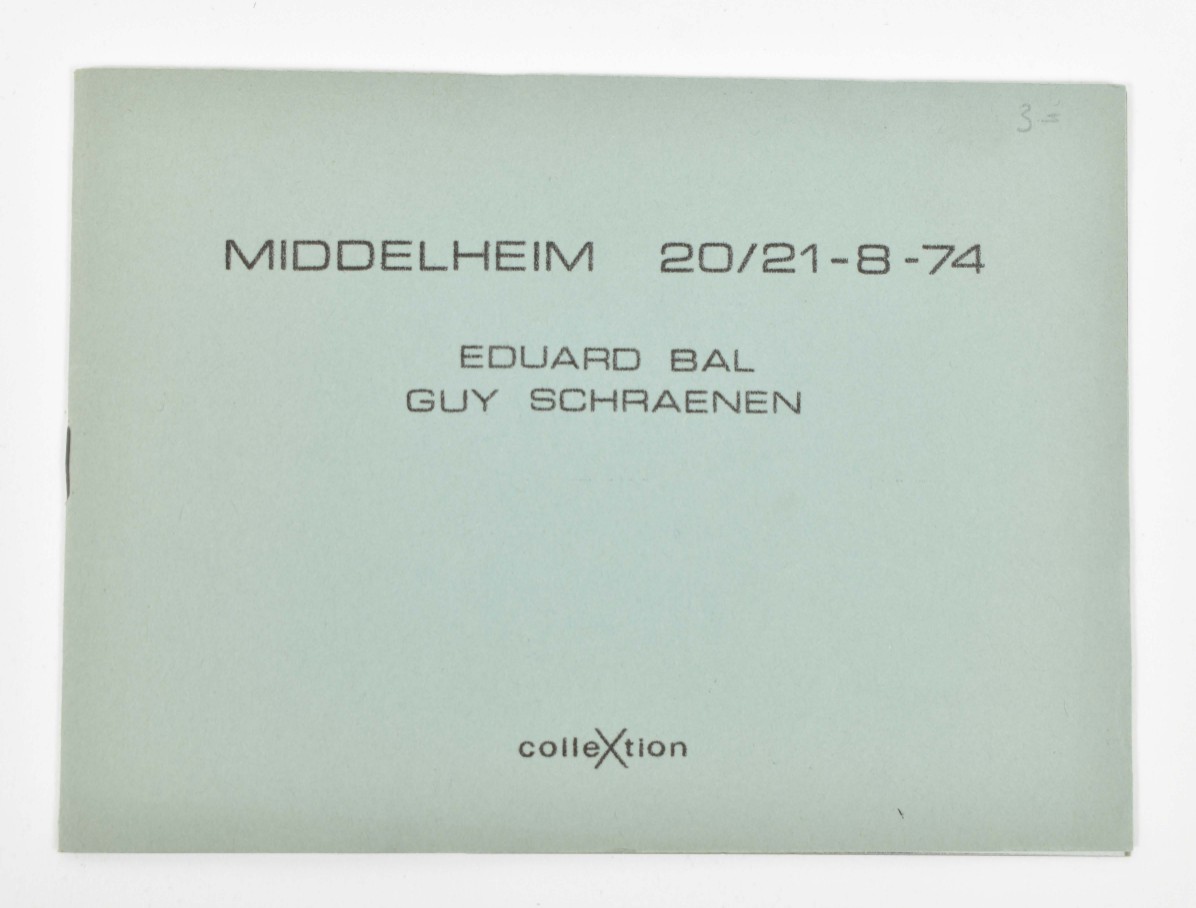 3=
MIDDELHEIM 20/21-8-74
EDUARD BAL
GUY SCHRAENEN
colleXtion